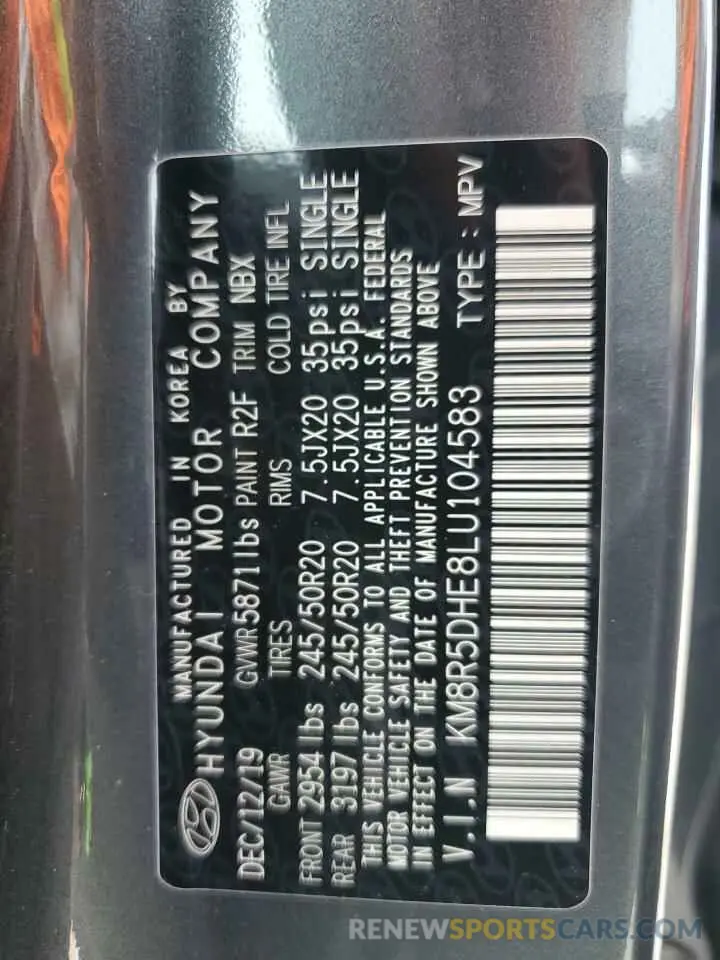 MANUFACTURED IN KOREA BY
HYUNDAI MOTOR COMPANY
DEC/12/19 GVWR 5871lbs PAINT R2F TRIM NBX
GAWR TIRES RIMS COLD TIRE INFL
FRONT 2954 lbs 245/50R20 7.5JX20 35psi SINGLE
REAR 3197 lbs 245/50R20 7.5JX20 35psi SINGLE
THIS VEHICLE CONFORMS TO ALL APPLICABLE U.S.A. FEDERAL
MOTOR VEHICLE SAFETY AND THEFT PREVENTION STANDARDS
IN EFFECT ON THE DATE OF MANUFACTURE SHOWN ABOVE
V.I.N KM8R5DHE8LU104583 TYPE : MPV
RENEWSPORTSCARS.COM